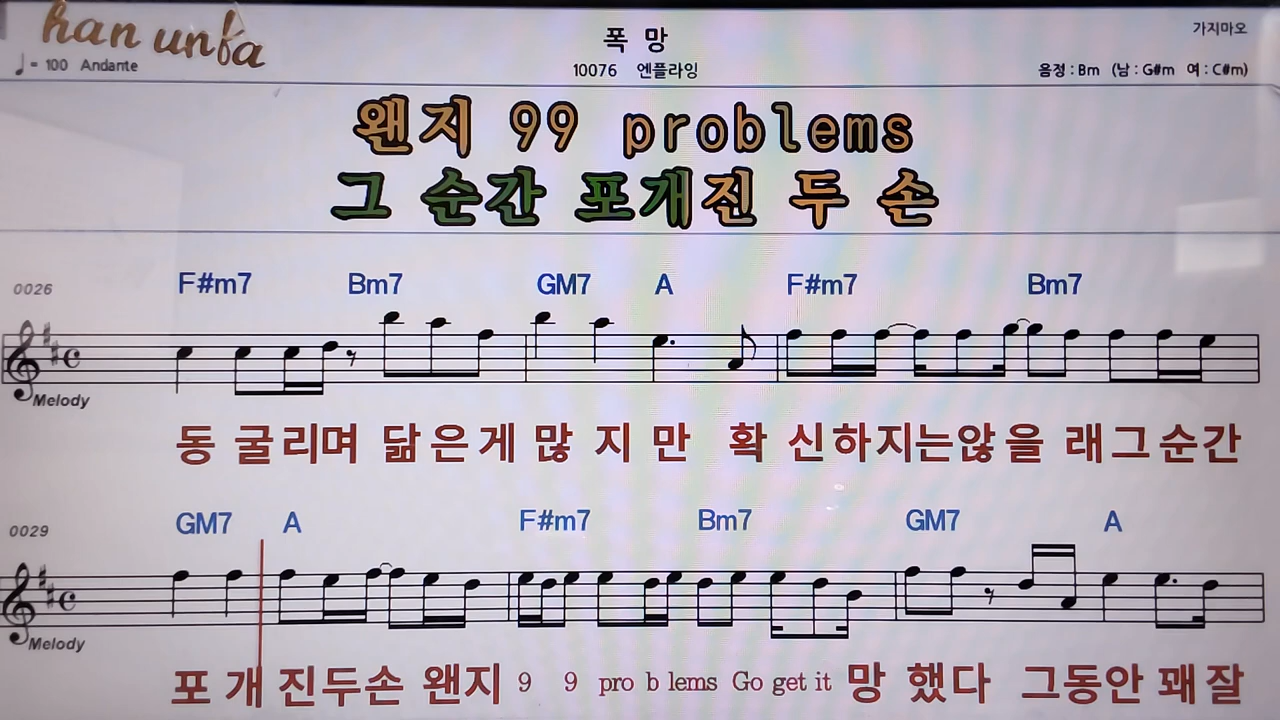 han unfa
폭 망
가지마오
♩= 100 Andante
10076 엔플라잉
음정 : Bm (남 : G#m 여 : C#m)
왠지 99 problems
그 순간 포개진 두 손
0026 F#m7 Bm7 GM7 A F#m7 Bm7
Melody
동 굴리며 닮은게 많 지 만 확 신하지는않을 래그순간
0029 GM7 A F#m7 Bm7 GM7 A
Melody
포 개 진두손 왠지 9 9 pro b lems Go get it 망 했다 그동안 꽤잘